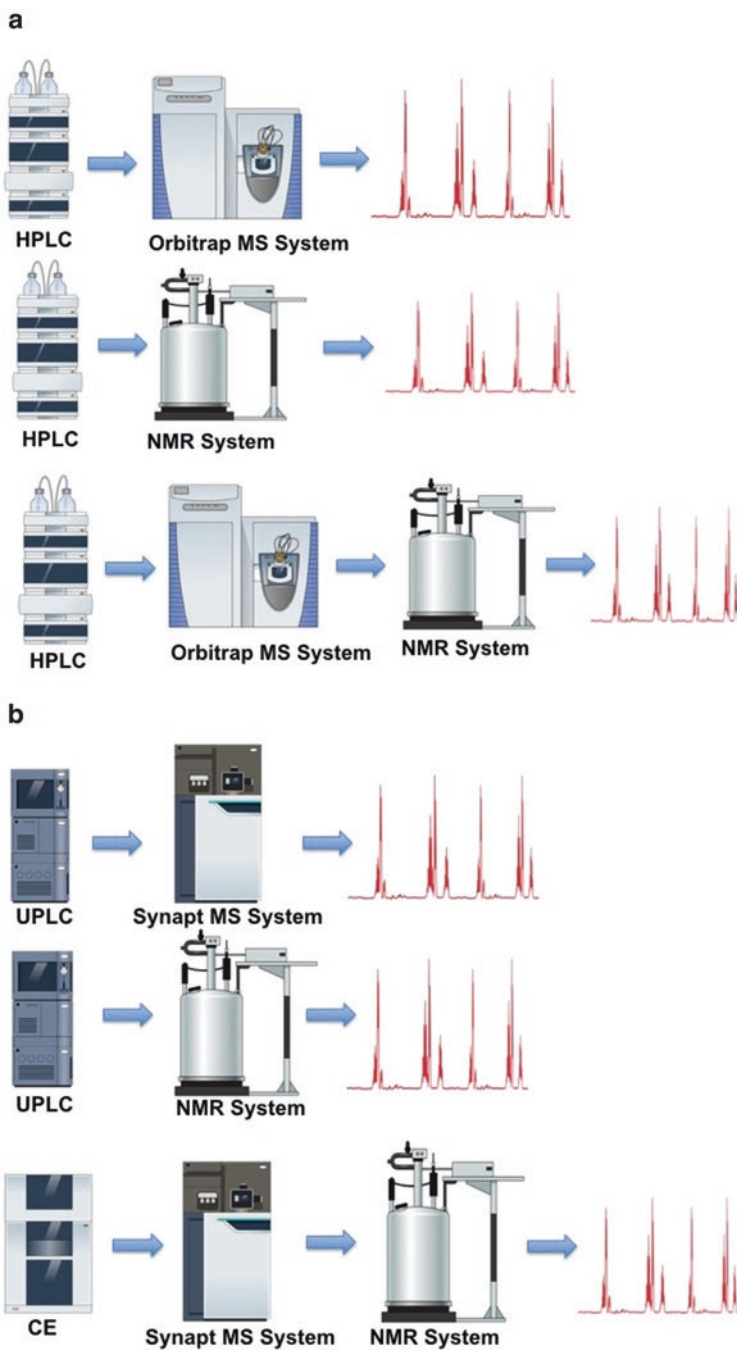 a
HPLC
Orbitrap MS System
HPLC
NMR System
HPLC
Orbitrap MS System
NMR System
b
UPLC
Synapt MS System
UPLC
NMR System
CE
Synapt MS System
NMR System